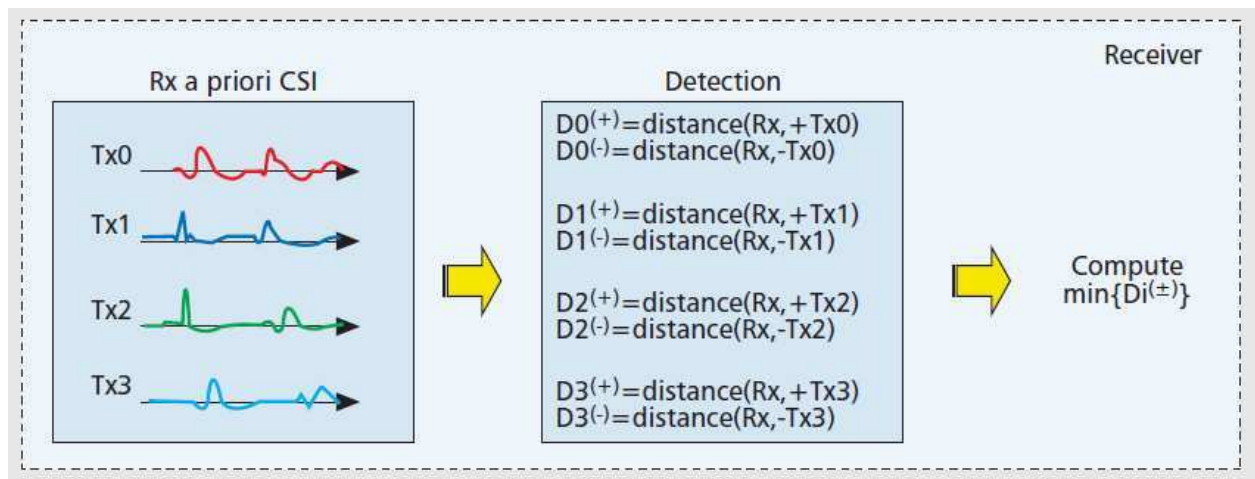 Receiver
Rx a priori CSI
Tx0
Tx1
Tx2
Tx3
Detection
D0(+)=distance(Rx,+Tx0)
D0(-)=distance(Rx,-Tx0)
D1(+)=distance(Rx,+Tx1)
D1(-)=distance(Rx,-Tx1)
D2(+)=distance(Rx,+Tx2)
D2(-)=distance(Rx,-Tx2)
D3(+)=distance(Rx,+Tx3)
D3(-)=distance(Rx,-Tx3)
Compute
min{Di(±)}